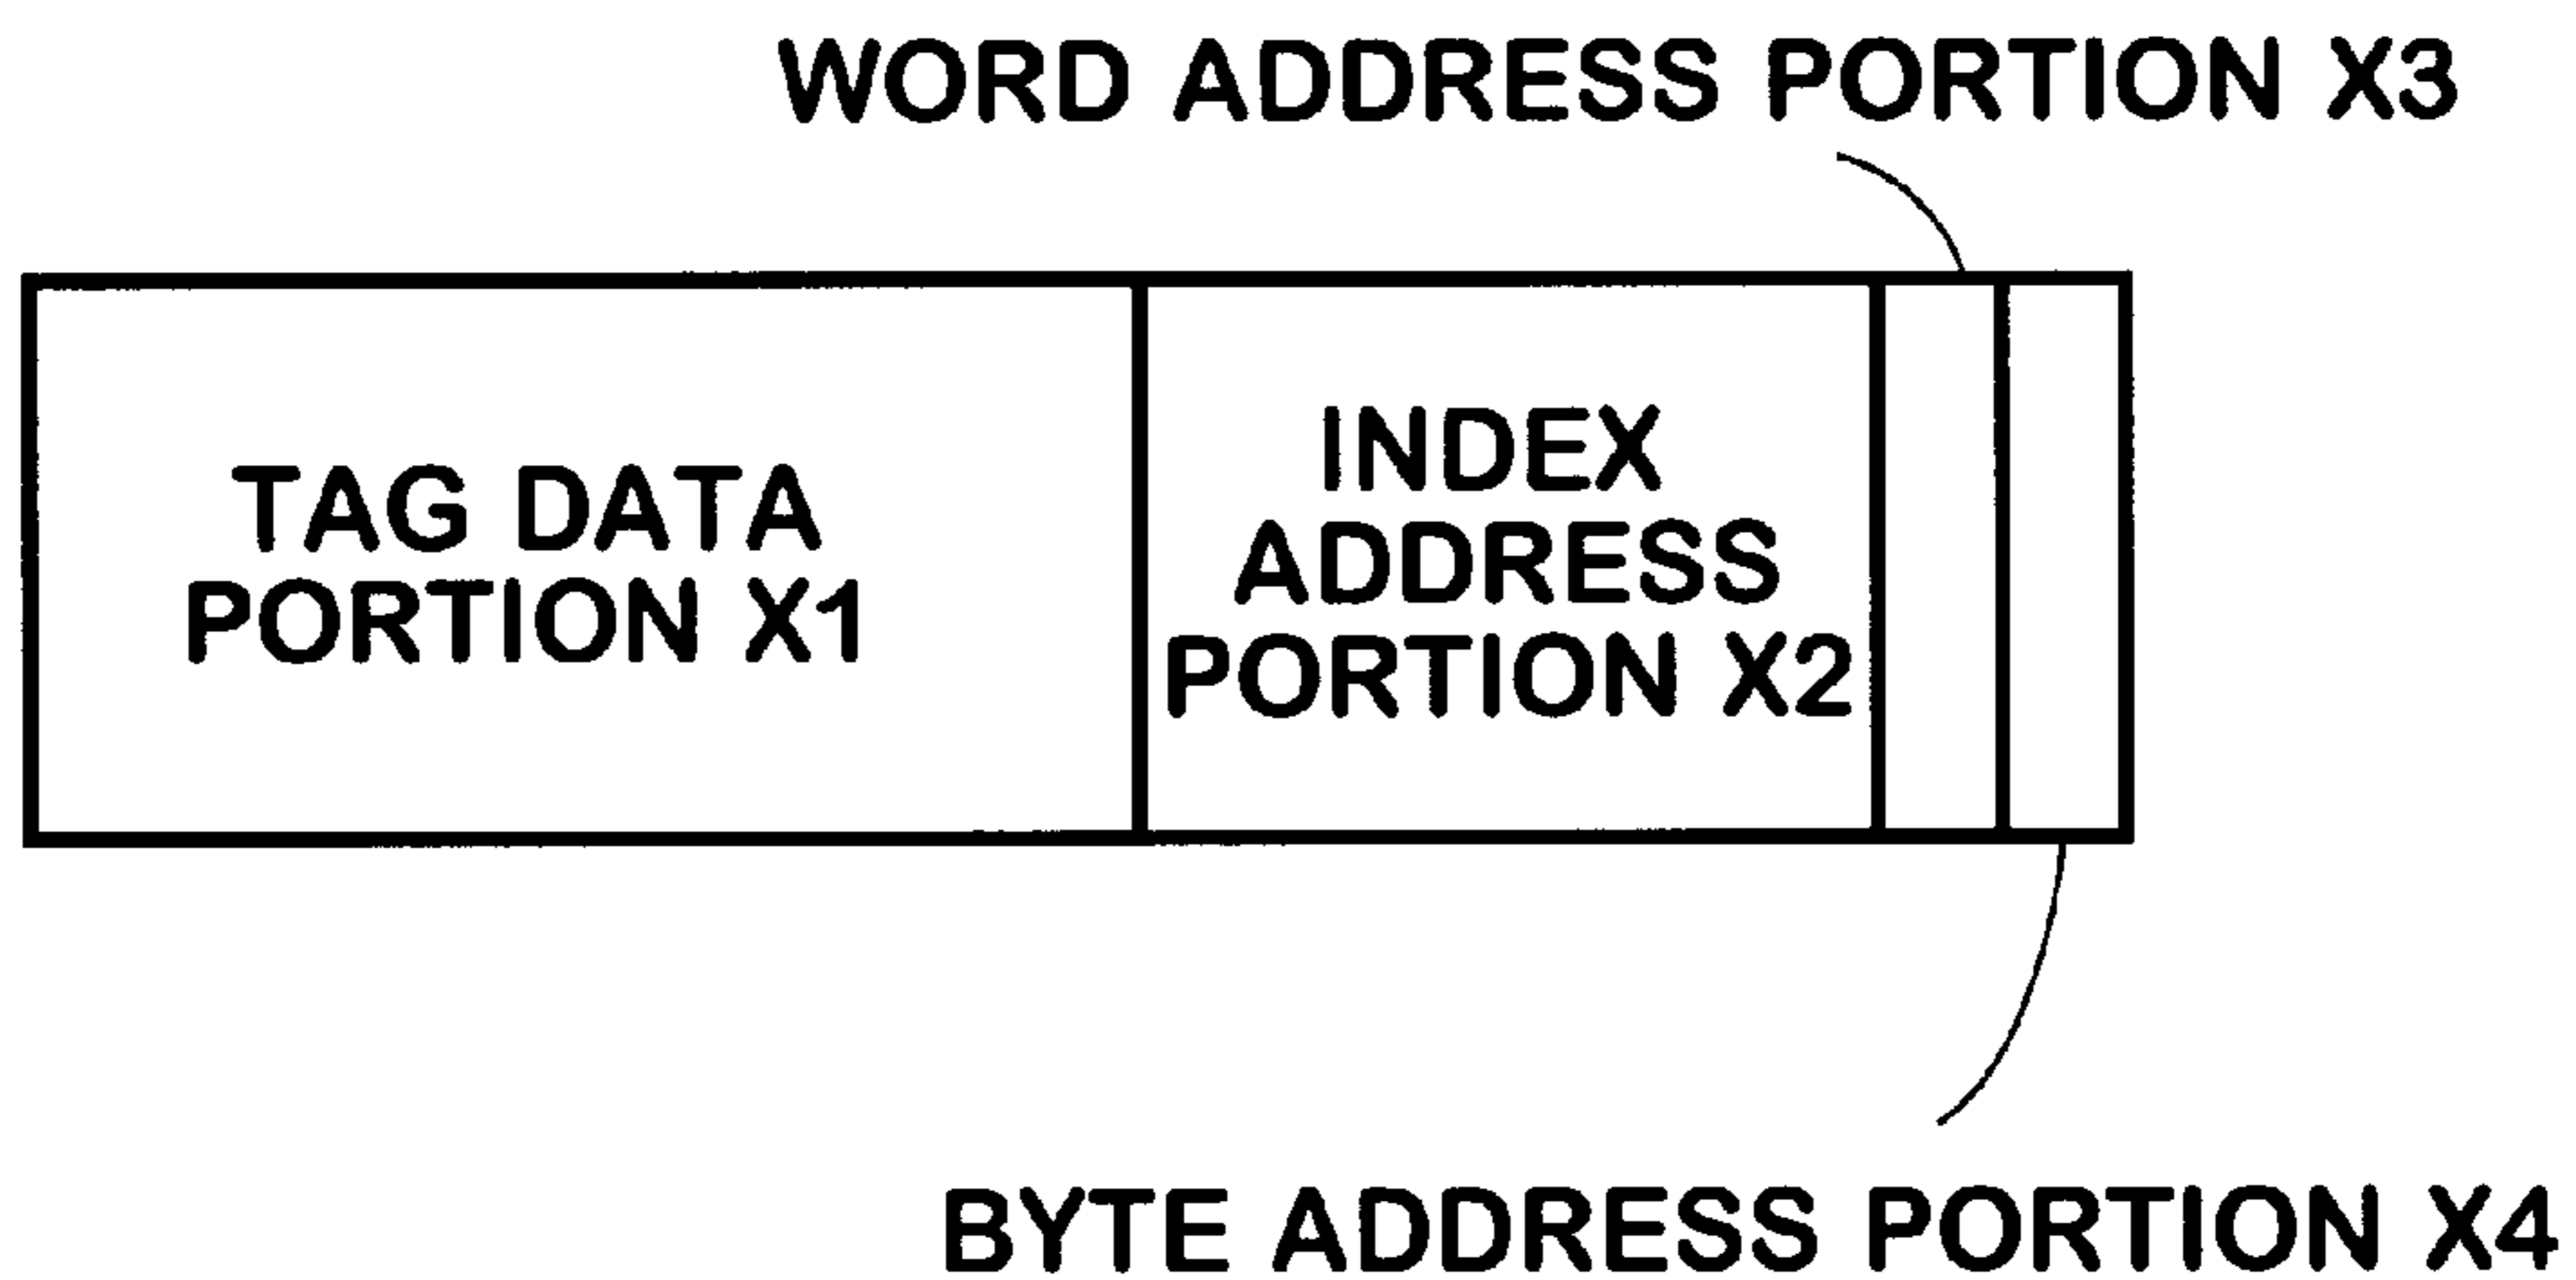 WORD ADDRESS PORTION X3
TAG DATA
PORTION X1
INDEX
ADDRESS
PORTION X2
BYTE ADDRESS PORTION X4